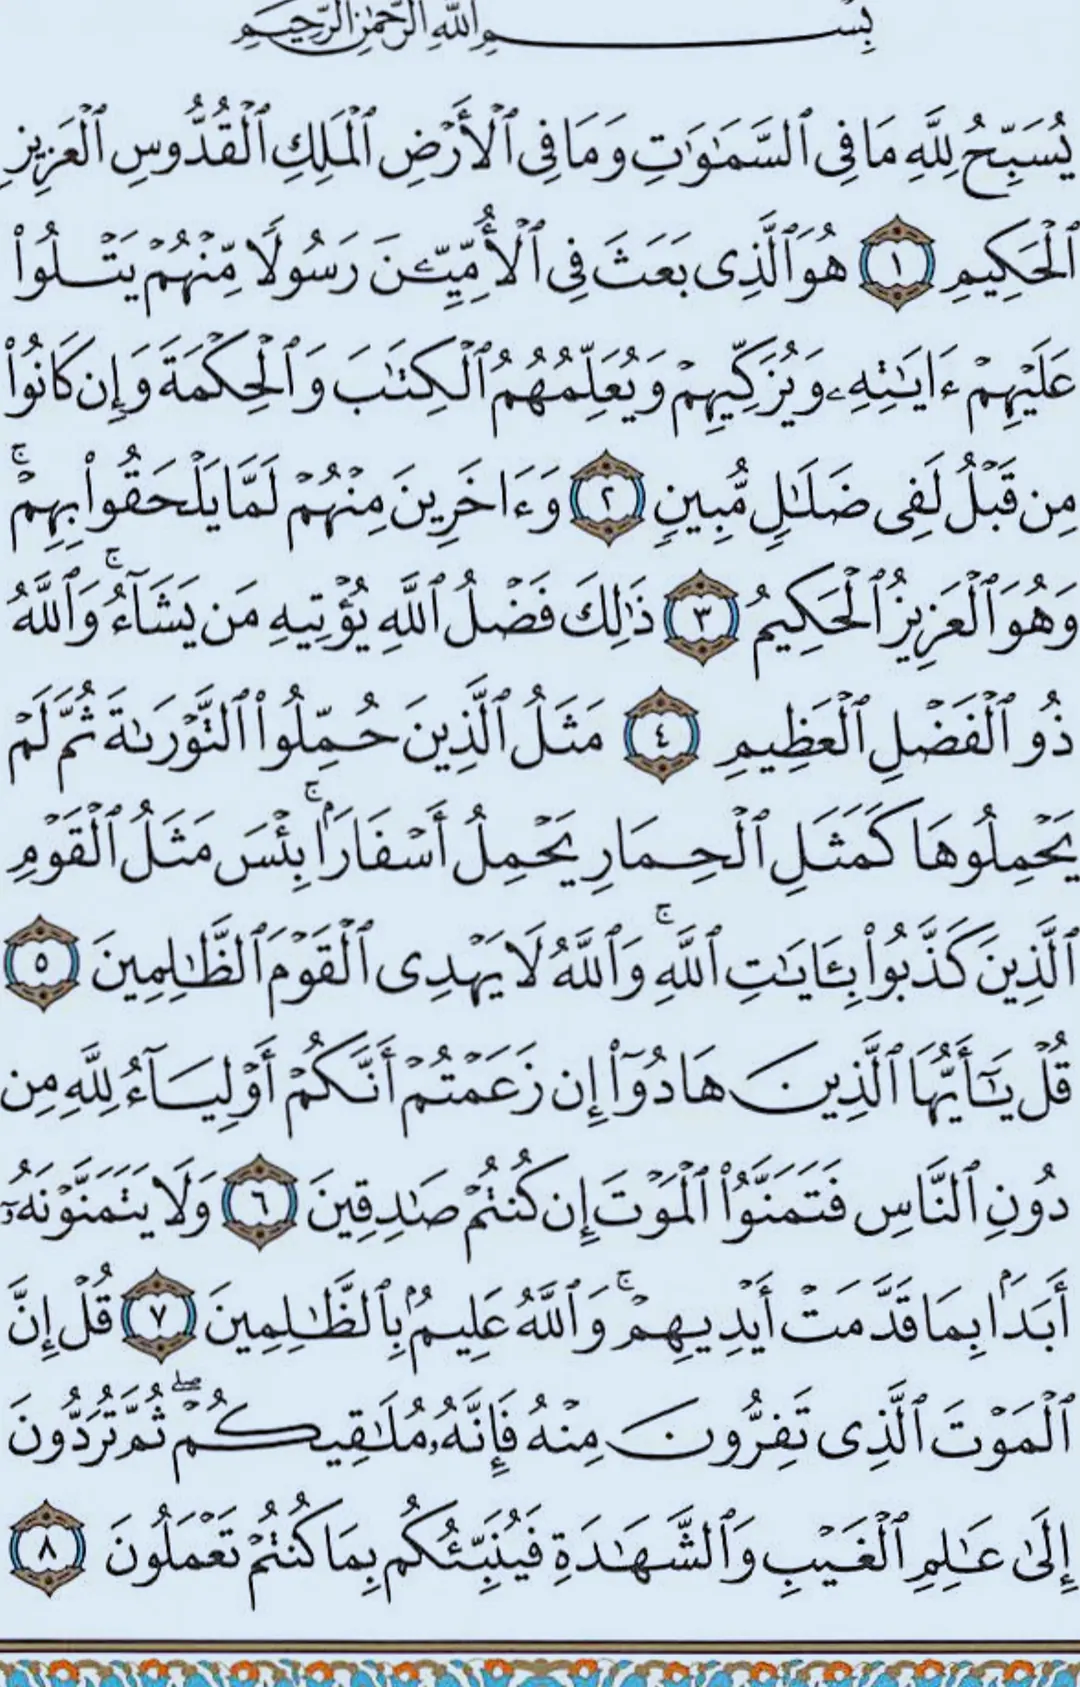 بِسْمِ ٱللَّهِ ٱلرَّحْمَٰنِ ٱلرَّحِيمِ
يُسَبِّحُ لِلَّهِ مَا فِى ٱلسَّمَٰوَٰتِ وَمَا فِى ٱلْأَرْضِ ٱلْمَلِكِ ٱلْقُدُّوسِ ٱلْعَزِيزِ
ٱلْحَكِيمِ ١ هُوَ ٱلَّذِى بَعَثَ فِى ٱلْأُمِّيِّۦنَ رَسُولًا مِّنْهُمْ يَتْلُوا۟
عَلَيْهِمْ ءَايَٰتِهِۦ وَيُزَكِّيهِمْ وَيُعَلِّمُهُمُ ٱلْكِتَٰبَ وَٱلْحِكْمَةَ وَإِن كَانُوا۟
مِن قَبْلُ لَفِى ضَلَٰلٍ مُّبِينٍ ٢ وَءَاخَرِينَ مِنْهُمْ لَمَّا يَلْحَقُوا۟ بِهِمْ ۚ
وَهُوَ ٱلْعَزِيزُ ٱلْحَكِيمُ ٣ ذَٰلِكَ فَضْلُ ٱللَّهِ يُؤْتِيهِ مَن يَشَآءُ ۚ وَٱللَّهُ
ذُو ٱلْفَضْلِ ٱلْعَظِيمِ ٤ مَثَلُ ٱلَّذِينَ حُمِّلُوا۟ ٱلتَّوْرَىٰةَ ثُمَّ لَمْ
يَحْمِلُوهَا كَمَثَلِ ٱلْحِمَارِ يَحْمِلُ أَسْفَارًۢا ۚ بِئْسَ مَثَلُ ٱلْقَوْمِ
ٱلَّذِينَ كَذَّبُوا۟ بِـَٔايَٰتِ ٱللَّهِ ۚ وَٱللَّهُ لَا يَهْدِى ٱلْقَوْمَ ٱلظَّٰلِمِينَ ٥
قُلْ يَٰٓأَيُّهَا ٱلَّذِينَ هَادُوٓا۟ إِن زَعَمْتُمْ أَنَّكُمْ أَوْلِيَآءُ لِلَّهِ مِن
دُونِ ٱلنَّاسِ فَتَمَنَّوُا۟ ٱلْمَوْتَ إِن كُنتُمْ صَٰدِقِينَ ٦ وَلَا يَتَمَنَّوْنَهُۥٓ
أَبَدًۢا بِمَا قَدَّمَتْ أَيْدِيهِمْ ۚ وَٱللَّهُ عَلِيمٌۢ بِٱلظَّٰلِمِينَ ٧ قُلْ إِنَّ
ٱلْمَوْتَ ٱلَّذِى تَفِرُّونَ مِنْهُ فَإِنَّهُۥ مُلَٰقِيكُمْ ۖ ثُمَّ تُرَدُّونَ
إِلَىٰ عَٰلِمِ ٱلْغَيْبِ وَٱلشَّهَٰدَةِ فَيُنَبِّئُكُم بِمَا كُنتُمْ تَعْمَلُونَ ٨